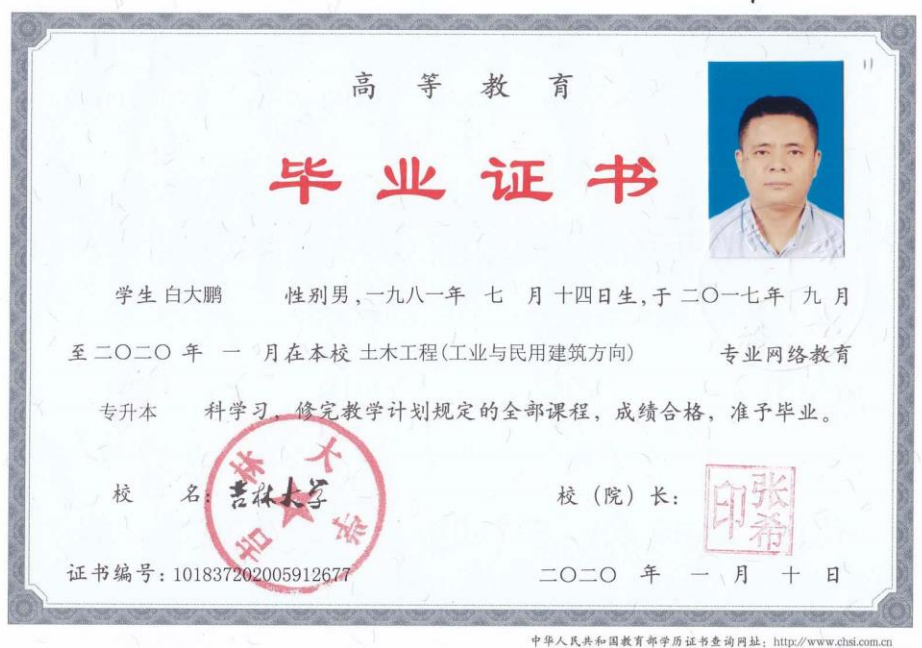 高等教育
毕业证书
学生 白大鹏 性别男,一九八一年 七 月十四日生,于二〇一七年 九 月
至二〇二〇 年 一 月在本校 土木工程(工业与民用建筑方向) 专业网络教育
专升本 科学习,修完教学计划规定的全部课程,成绩合格,准予毕业。
校 名:吉林大学
吉林大学
校(院)长:
张希印
证书编号:101837202005912677
二〇二〇 年 一 月 十 日
中华人民共和国教育部学历证书查询网址:http://www.chsi.com.cn